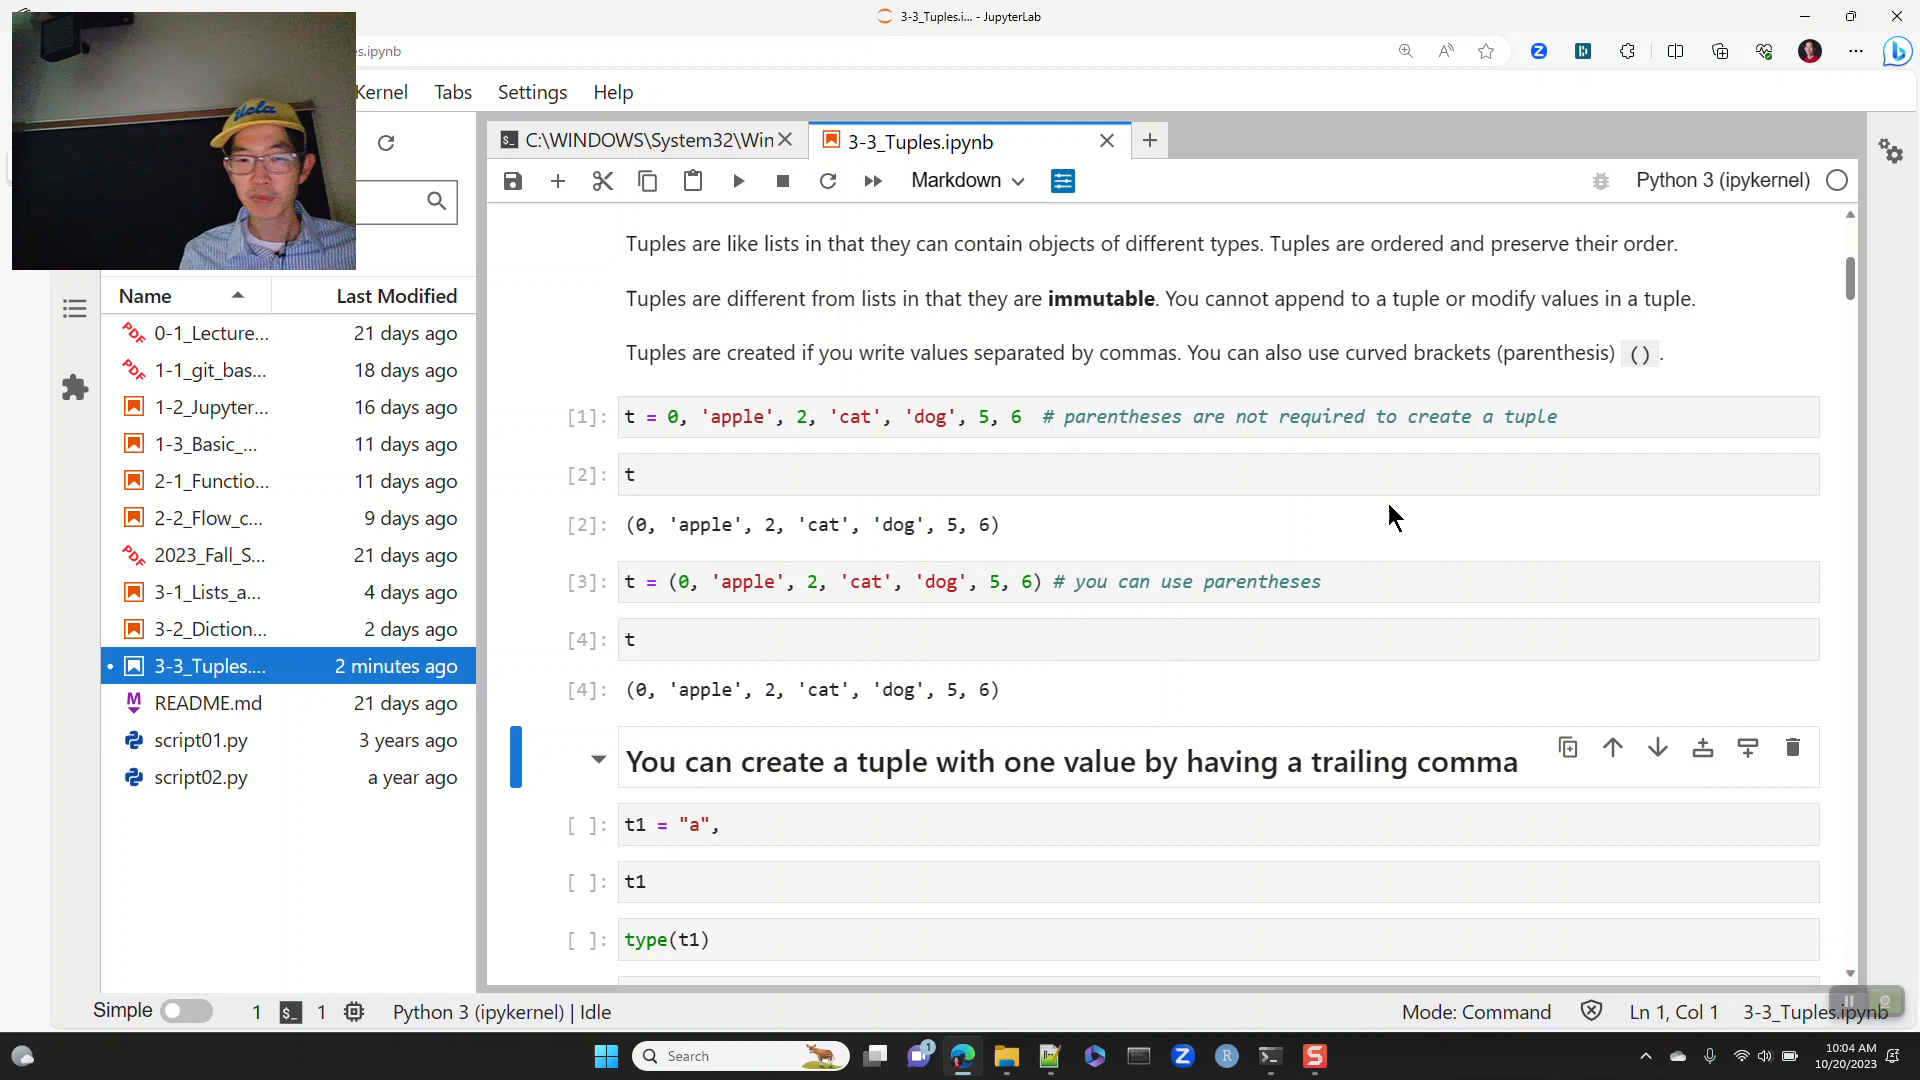 3-3_Tuples.i... - JupyterLab
es.ipynb
Kernel Tabs Settings Help
C:\WINDOWS\System32\Win
3-3_Tuples.ipynb
Markdown
Python 3 (ipykernel)
Ucla
Name Last Modified
0-1_Lecture... 21 days ago
1-1_git_bas... 18 days ago
1-2_Jupyter... 16 days ago
1-3_Basic_... 11 days ago
2-1_Functio... 11 days ago
2-2_Flow_c... 9 days ago
2023_Fall_S... 21 days ago
3-1_Lists_a... 4 days ago
3-2_Diction... 2 days ago
3-3_Tuples.... 2 minutes ago
README.md 21 days ago
script01.py 3 years ago
script02.py a year ago
Tuples are like lists in that they can contain objects of different types. Tuples are ordered and preserve their order.
Tuples are different from lists in that they are immutable. You cannot append to a tuple or modify values in a tuple.
Tuples are created if you write values separated by commas. You can also use curved brackets (parenthesis) () .
[1]: t = 0, 'apple', 2, 'cat', 'dog', 5, 6 # parentheses are not required to create a tuple
[2]: t
[2]: (0, 'apple', 2, 'cat', 'dog', 5, 6)
[3]: t = (0, 'apple', 2, 'cat', 'dog', 5, 6) # you can use parentheses
[4]: t
[4]: (0, 'apple', 2, 'cat', 'dog', 5, 6)
You can create a tuple with one value by having a trailing comma
[ ]: t1 = "a",
[ ]: t1
[ ]: type(t1)
Simple 1 1 Python 3 (ipykernel) | Idle Mode: Command Ln 1, Col 1 3-3_Tuples.ipynb
Search
1
10:04 AM
10/20/2023